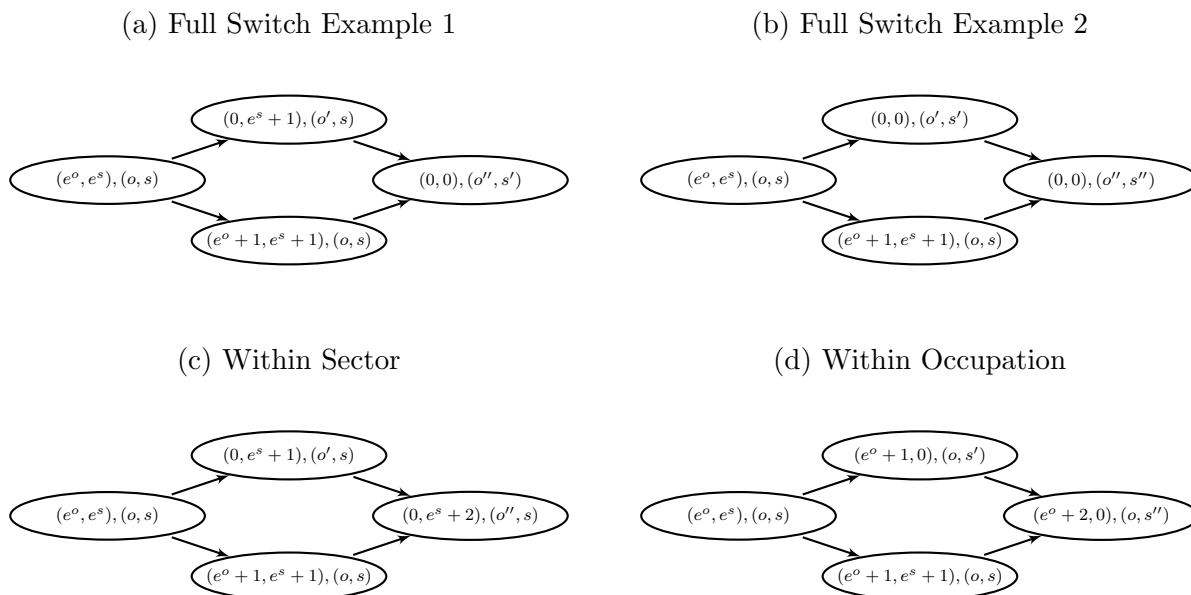 (a) Full Switch Example 1
(0, e^s + 1), (o', s)
(e^o, e^s), (o, s)
(0, 0), (o'', s')
(e^o + 1, e^s + 1), (o, s)
(b) Full Switch Example 2
(0, 0), (o', s')
(e^o, e^s), (o, s)
(0, 0), (o'', s'')
(e^o + 1, e^s + 1), (o, s)
(c) Within Sector
(0, e^s + 1), (o', s)
(e^o, e^s), (o, s)
(0, e^s + 2), (o'', s)
(e^o + 1, e^s + 1), (o, s)
(d) Within Occupation
(e^o + 1, 0), (o, s')
(e^o, e^s), (o, s)
(e^o + 2, 0), (o, s'')
(e^o + 1, e^s + 1), (o, s)